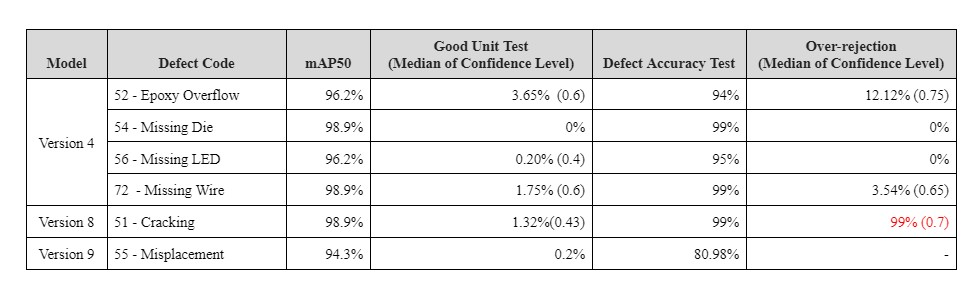 Model Defect Code mAP50 Good Unit Test (Median of Confidence Level) Defect Accuracy Test Over-rejection (Median of Confidence Level)
Version 4 52 - Epoxy Overflow 96.2% 3.65% (0.6) 94% 12.12% (0.75)
54 - Missing Die 98.9% 0% 99% 0%
56 - Missing LED 96.2% 0.20% (0.4) 95% 0%
72 - Missing Wire 98.9% 1.75% (0.6) 99% 3.54% (0.65)
Version 8 51 - Cracking 98.9% 1.32%(0.43) 99% 99% (0.7)
Version 9 55 - Misplacement 94.3% 0.2% 80.98% -